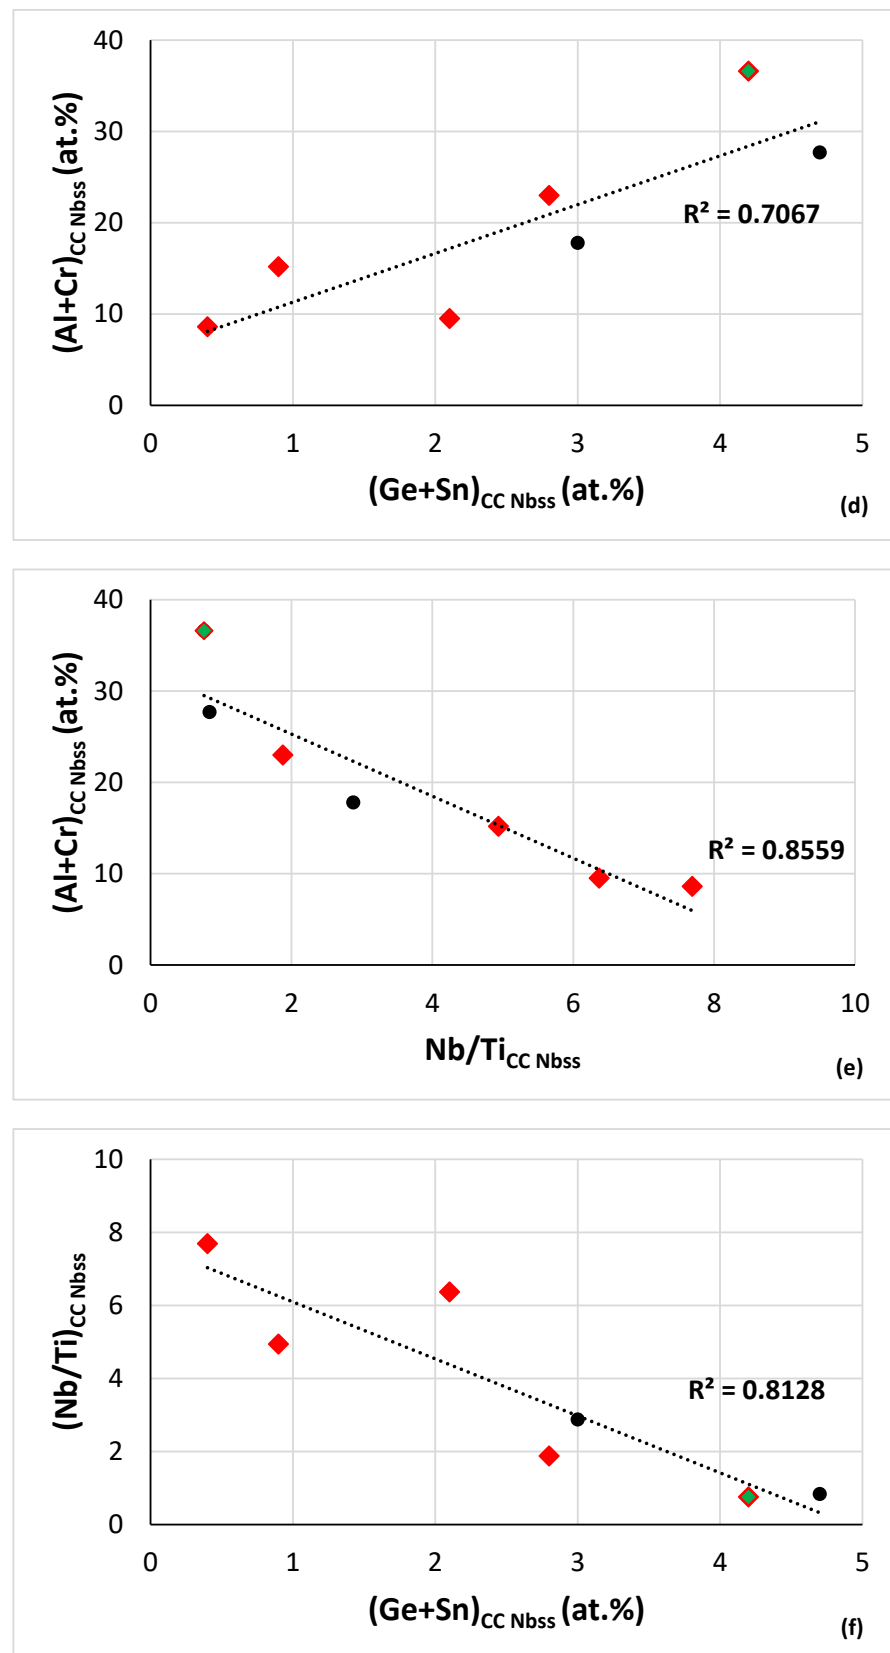 40
30
20
10
0
(Al+Cr)CC Nbss (at.%)
R² = 0.7067
0 1 2 3 4 5
(Ge+Sn)CC Nbss (at.%)
(d)
40
30
20
10
0
(Al+Cr)CC Nbss (at.%)
R² = 0.8559
0 2 4 6 8 10
Nb/TiCC Nbss
(e)
10
8
6
4
2
0
(Nb/Ti)CC Nbss
R² = 0.8128
0 1 2 3 4 5
(Ge+Sn)CC Nbss (at.%)
(f)